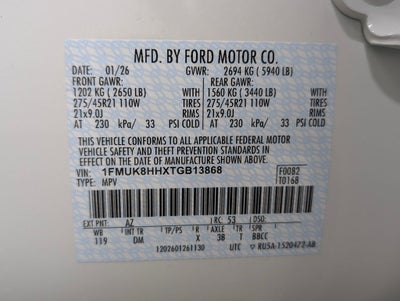 MFD. BY FORD MOTOR CO.
DATE: 01/26 GVWR: 2694 KG ( 5940 LB)
FRONT GAWR: REAR GAWR:
1202 KG ( 2650 LB) 1560 KG ( 3440 LB)
275/45R21 110W TIRES 275/45R21 110W TIRES
21x9.0J RIMS 21x9.0J RIMS
AT 230 kPa/ 33 PSI COLD AT 230 kPa/ 33 PSI COLD
THIS VEHICLE CONFORMS TO ALL APPLICABLE FEDERAL MOTOR
VEHICLE SAFETY AND THEFT PREVENTION STANDARDS IN EFFECT
ON THE DATE OF MANUFACTURE SHOWN ABOVE.
VIN: 1FMUK8HHXTGB13868 F0082
TYPE: MPV T0168
EXT PNT: AZ RC: 53 DSO:
WB INT TR TP/PS R AXLE TR SPR
119 DM X 3B T BBCC
1202601261130 UTC RU5A-1520472-AB